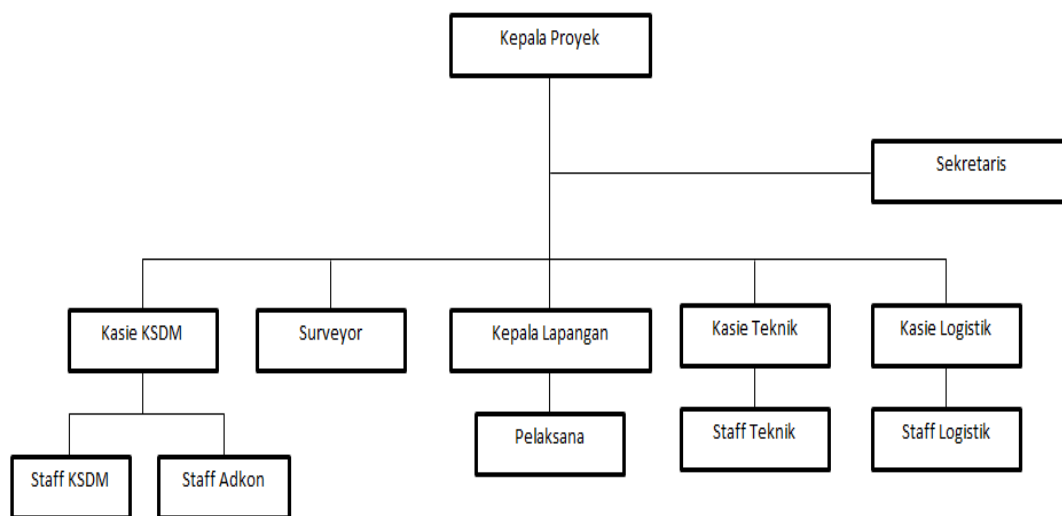 Kepala Proyek
Sekretaris
Kasie KSDM
Surveyor
Kepala Lapangan
Kasie Teknik
Kasie Logistik
Pelaksana
Staff Teknik
Staff Logistik
Staff KSDM
Staff Adkon